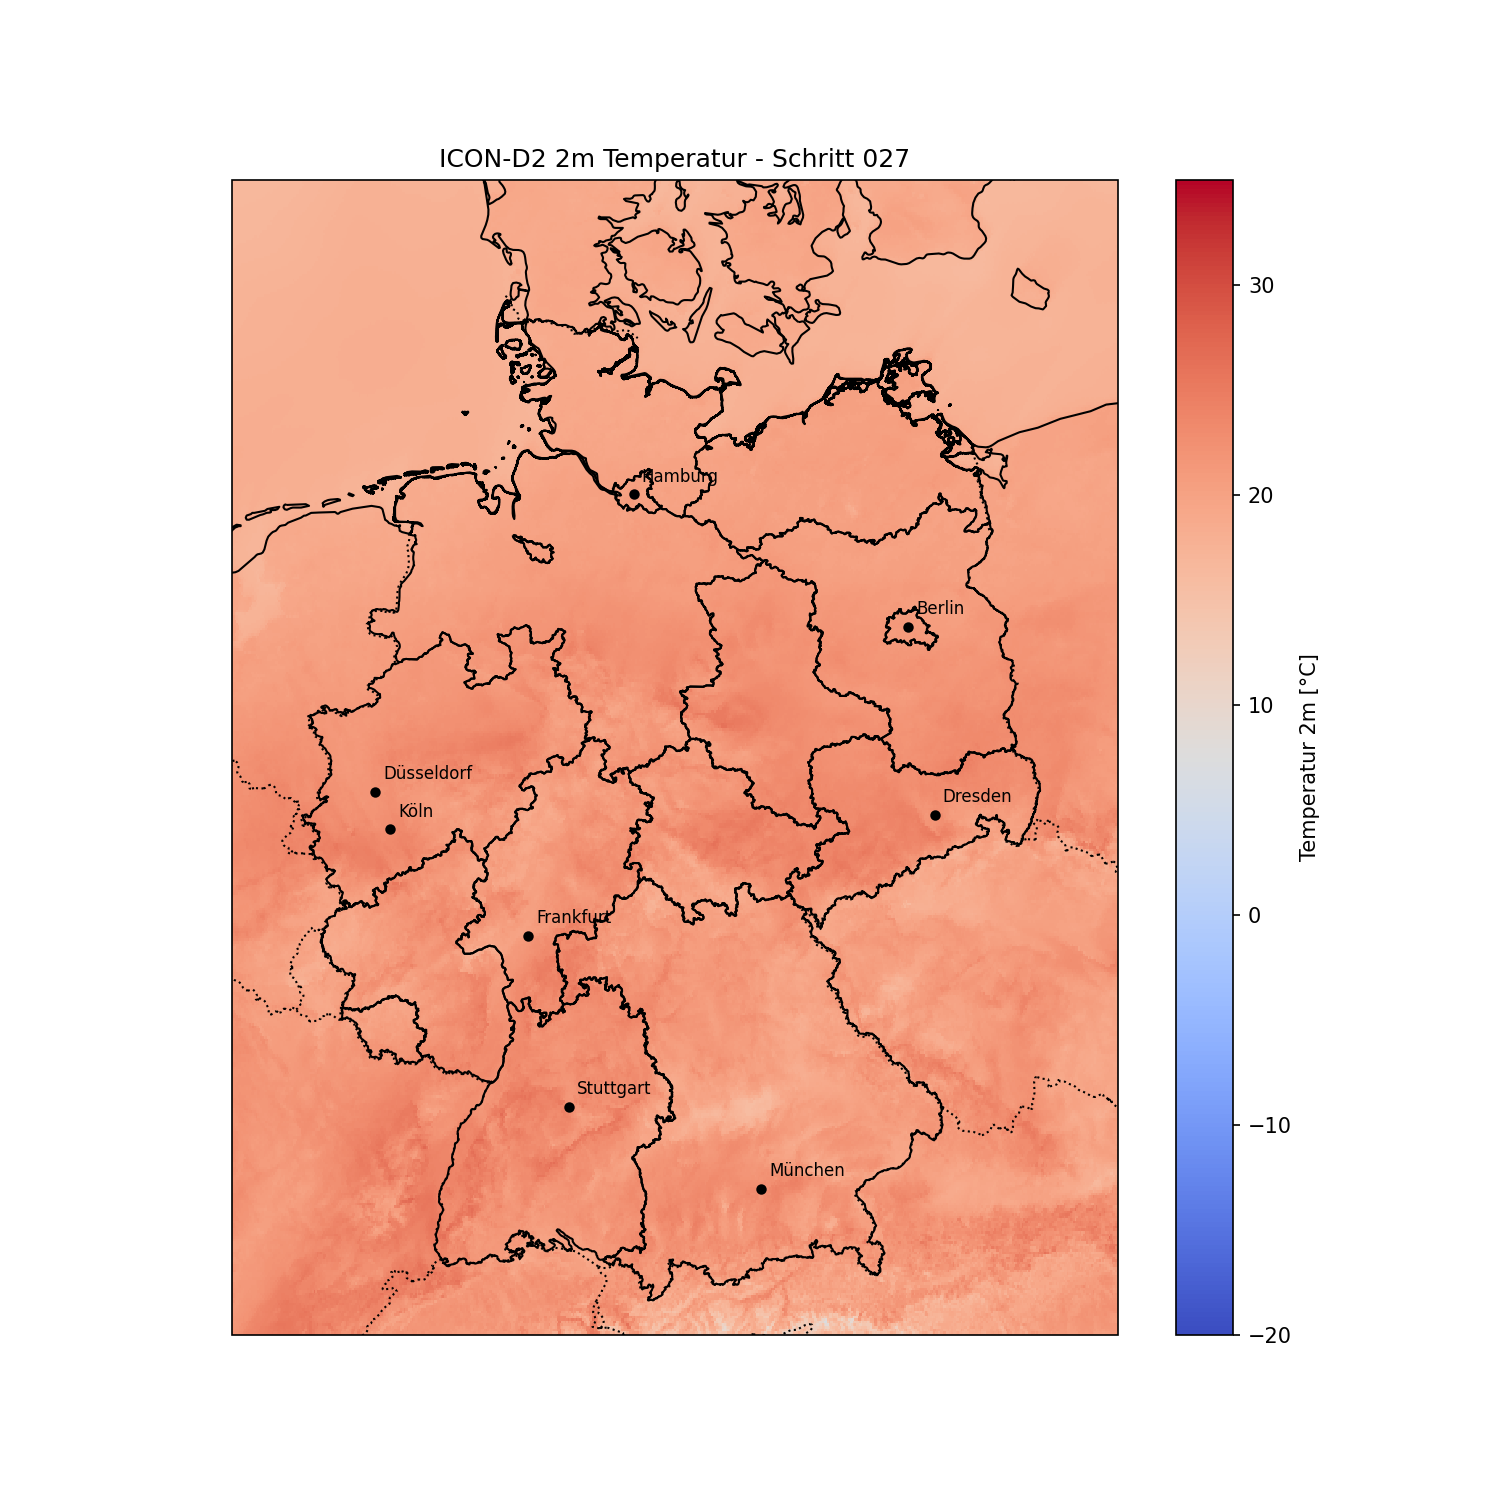 ICON-D2 2m Temperatur - Schritt 027
Hamburg
Berlin
Düsseldorf
Köln
Dresden
Frankfurt
Stuttgart
München
30
20
10
0
−10
−20
Temperatur 2m [°C]